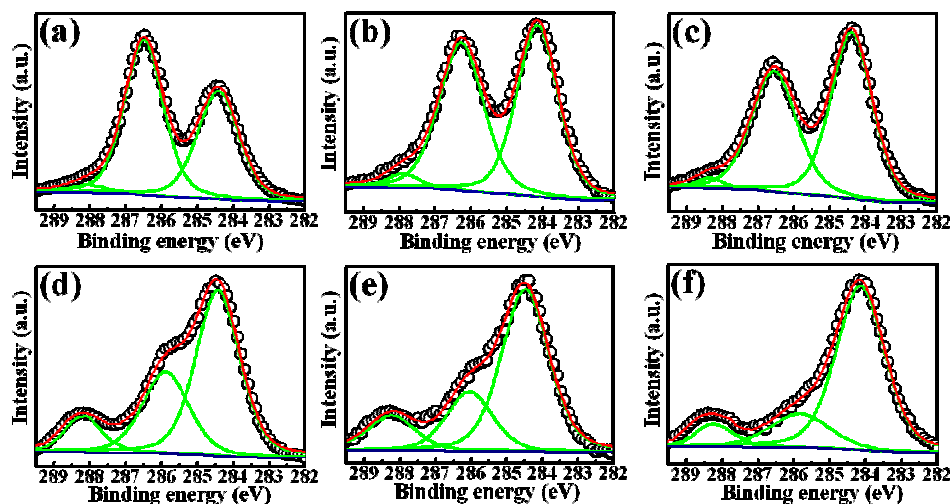 (a) (b) (c)
Intensity (a.u.) Intensity (a.u.) Intensity (a.u.)
289 288 287 286 285 284 283 282 289 288 287 286 285 284 283 282 289 288 287 286 285 284 283 282
Binding energy (eV) Binding energy (eV) Binding energy (eV)
(d) (e) (f)
Intensity (a.u.) Intensity (a.u.) Intensity (a.u.)
289 288 287 286 285 284 283 282 289 288 287 286 285 284 283 282 289 288 287 286 285 284 283 282
Binding energy (eV) Binding energy (eV) Binding energy (eV)